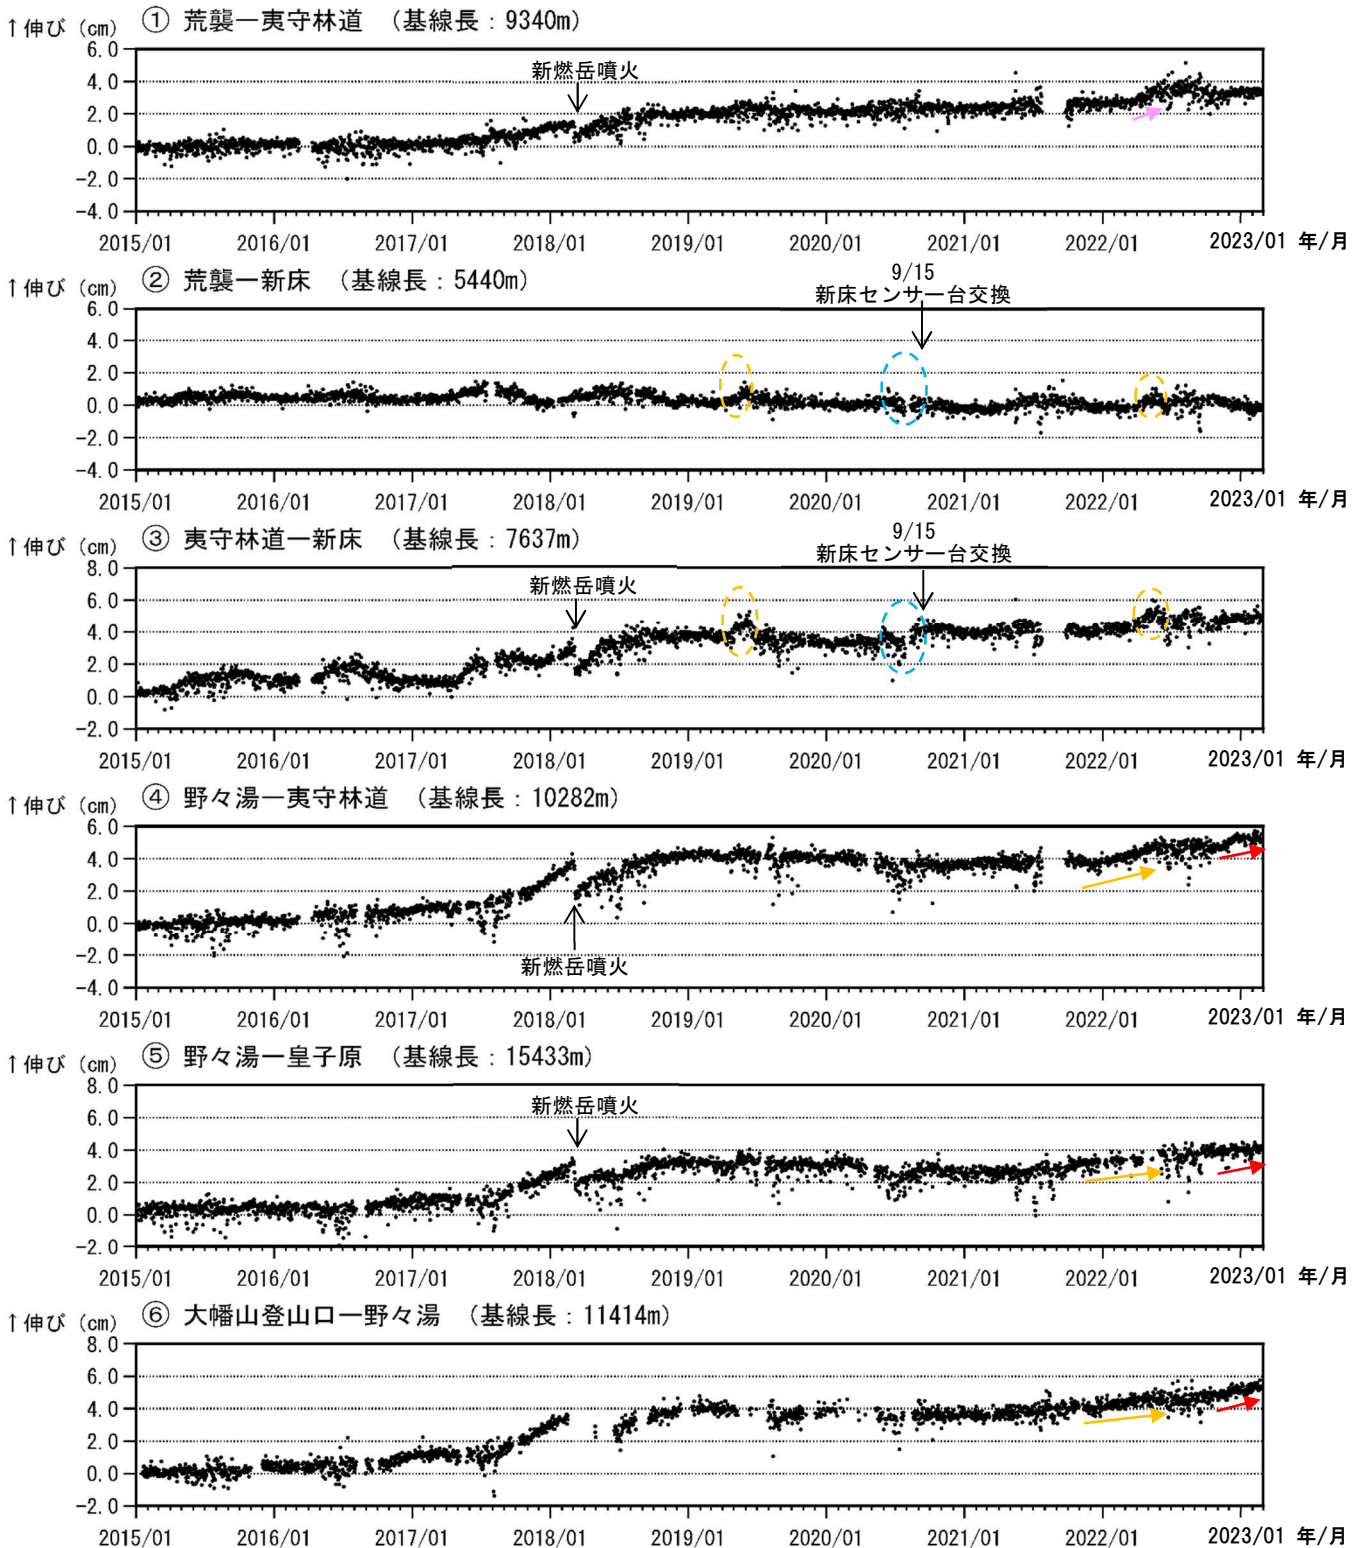 ↑伸び (cm) ① 荒襲ー夷守林道 (基線長：9340m)
6.0
新燃岳噴火
4.0
2.0
0.0
-2.0
-4.0
2015/01 2016/01 2017/01 2018/01 2019/01 2020/01 2021/01 2022/01 2023/01 年/月
↑伸び (cm) ② 荒襲ー新床 (基線長：5440m)
9/15
新床センサー台交換
6.0
4.0
2.0
0.0
-2.0
-4.0
2015/01 2016/01 2017/01 2018/01 2019/01 2020/01 2021/01 2022/01 2023/01 年/月
↑伸び (cm) ③ 夷守林道ー新床 (基線長：7637m)
9/15
新床センサー台交換
8.0
新燃岳噴火
6.0
4.0
2.0
0.0
-2.0
2015/01 2016/01 2017/01 2018/01 2019/01 2020/01 2021/01 2022/01 2023/01 年/月
↑伸び (cm) ④ 野々湯ー夷守林道 (基線長：10282m)
6.0
4.0
2.0
0.0
-2.0
新燃岳噴火
-4.0
2015/01 2016/01 2017/01 2018/01 2019/01 2020/01 2021/01 2022/01 2023/01 年/月
↑伸び (cm) ⑤ 野々湯ー皇子原 (基線長：15433m)
8.0
新燃岳噴火
6.0
4.0
2.0
0.0
-2.0
2015/01 2016/01 2017/01 2018/01 2019/01 2020/01 2021/01 2022/01 2023/01 年/月
↑伸び (cm) ⑥ 大幡山登山口ー野々湯 (基線長：11414m)
8.0
6.0
4.0
2.0
0.0
-2.0
2015/01 2016/01 2017/01 2018/01 2019/01 2020/01 2021/01 2022/01 2023/01 年/月